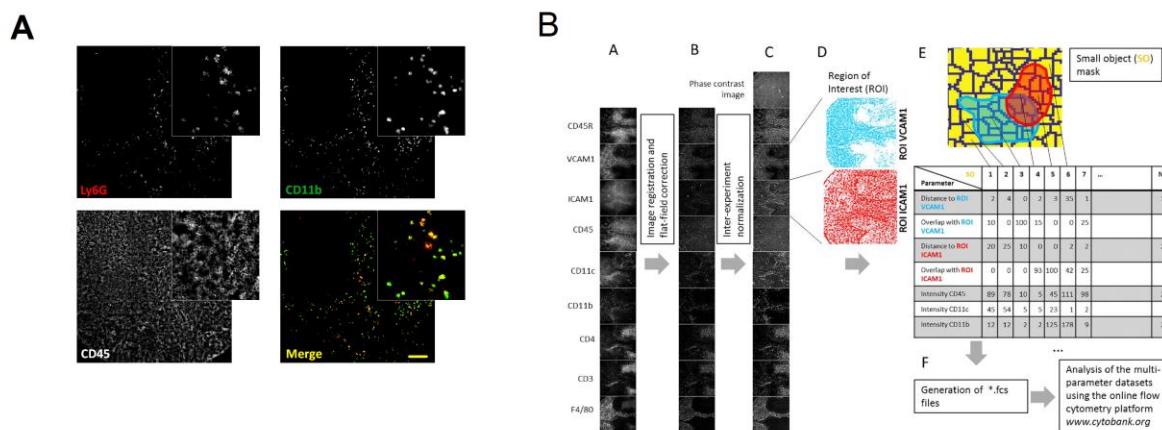 A
Ly6G
CD11b
CD45
Merge
B
A
B
C
D
E
Phase contrast
image
CD45R
VCAM1
ICAM1
CD45
CD11c
CD11b
CD4
CD3
F4/80
Image registration and
flat-field correction
Inter-experiment
normalization
Region of
Interest (ROI)
ROI VCAM1
ROI ICAM1
Small object (SO)
mask
SO
Parameter
1 2 3 4 5 6 7 ... N
Distance to ROI
VCAM1
2 4 0 2 3 35 1
Overlap with ROI
VCAM1
10 0 100 15 0 0 25
Distance to ROI
ICAM1
20 25 10 0 0 2 2
Overlap with ROI
ICAM1
0 0 0 93 100 42 25
Intensity CD45 89 78 10 5 45 111 98
Intensity CD11c 45 54 5 5 23 1 2
Intensity CD11b 12 12 2 2 125 178 9
...
F
Generation of *.fcs
files
Analysis of the multi-
parameter datasets
using the online flow
cytometry platform
www.cytobank.org